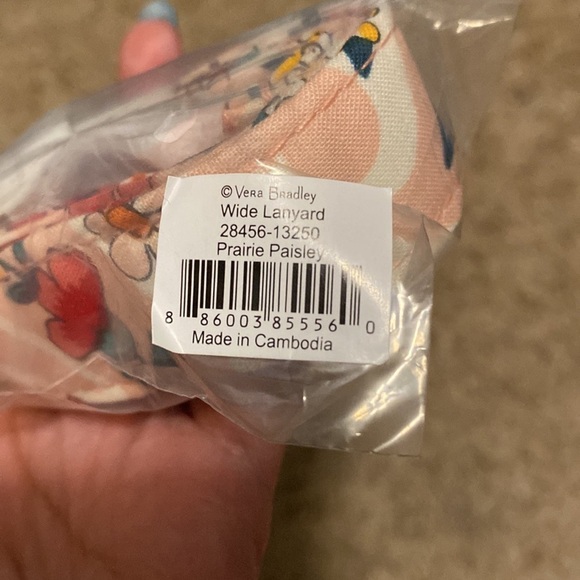 © VERA BRADLEY
Wide Lanyard
28456-13250
Prairie Paisley
8 86003 85556 0
Made in Cambodia